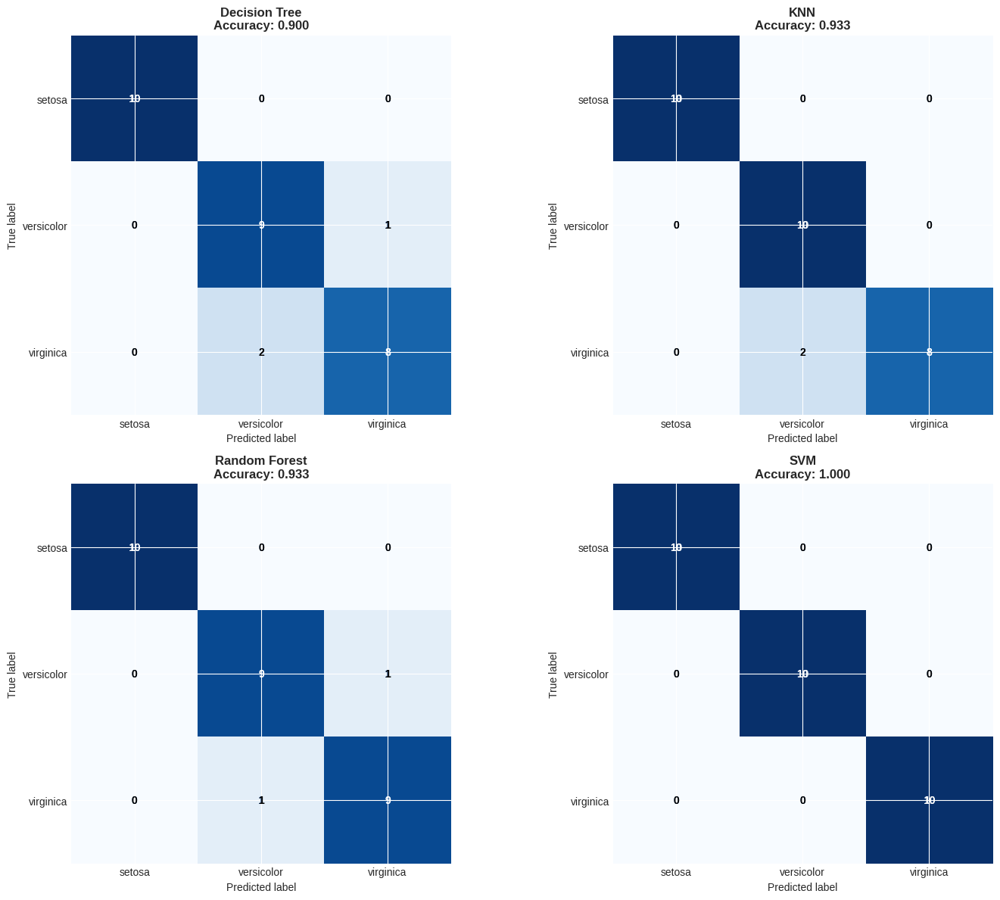 Decision Tree
Accuracy: 0.900
setosa 10 0 0
versicolor 0 9 1
virginica 0 2 8
True label
setosa versicolor virginica
Predicted label
KNN
Accuracy: 0.933
setosa 10 0 0
versicolor 0 10 0
virginica 0 2 8
True label
setosa versicolor virginica
Predicted label
Random Forest
Accuracy: 0.933
setosa 10 0 0
versicolor 0 9 1
virginica 0 1 9
True label
setosa versicolor virginica
Predicted label
SVM
Accuracy: 1.000
setosa 10 0 0
versicolor 0 10 0
virginica 0 0 10
True label
setosa versicolor virginica
Predicted label